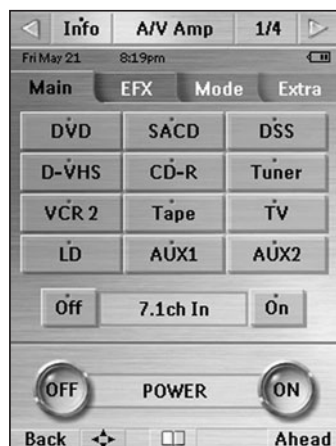 Info A/V Amp 1/4
Fri May 21 8:19pm
Main EFX Mode Extra
DVD SACD DSS
D-VHS CD-R Tuner
VCR 2 Tape TV
LD AUX1 AUX2
Off 7.1ch In On
OFF POWER ON
Back Ahead